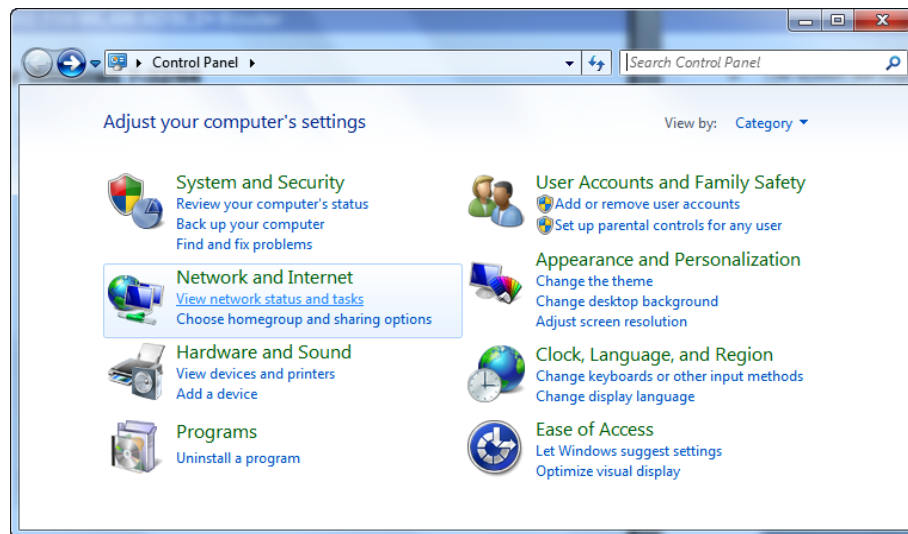 Control Panel
Search Control Panel
Adjust your computer's settings
View by: Category
System and Security
Review your computer's status
Back up your computer
Find and fix problems
Network and Internet
View network status and tasks
Choose homegroup and sharing options
Hardware and Sound
View devices and printers
Add a device
Programs
Uninstall a program
User Accounts and Family Safety
Add or remove user accounts
Set up parental controls for any user
Appearance and Personalization
Change the theme
Change desktop background
Adjust screen resolution
Clock, Language, and Region
Change keyboards or other input methods
Change display language
Ease of Access
Let Windows suggest settings
Optimize visual display